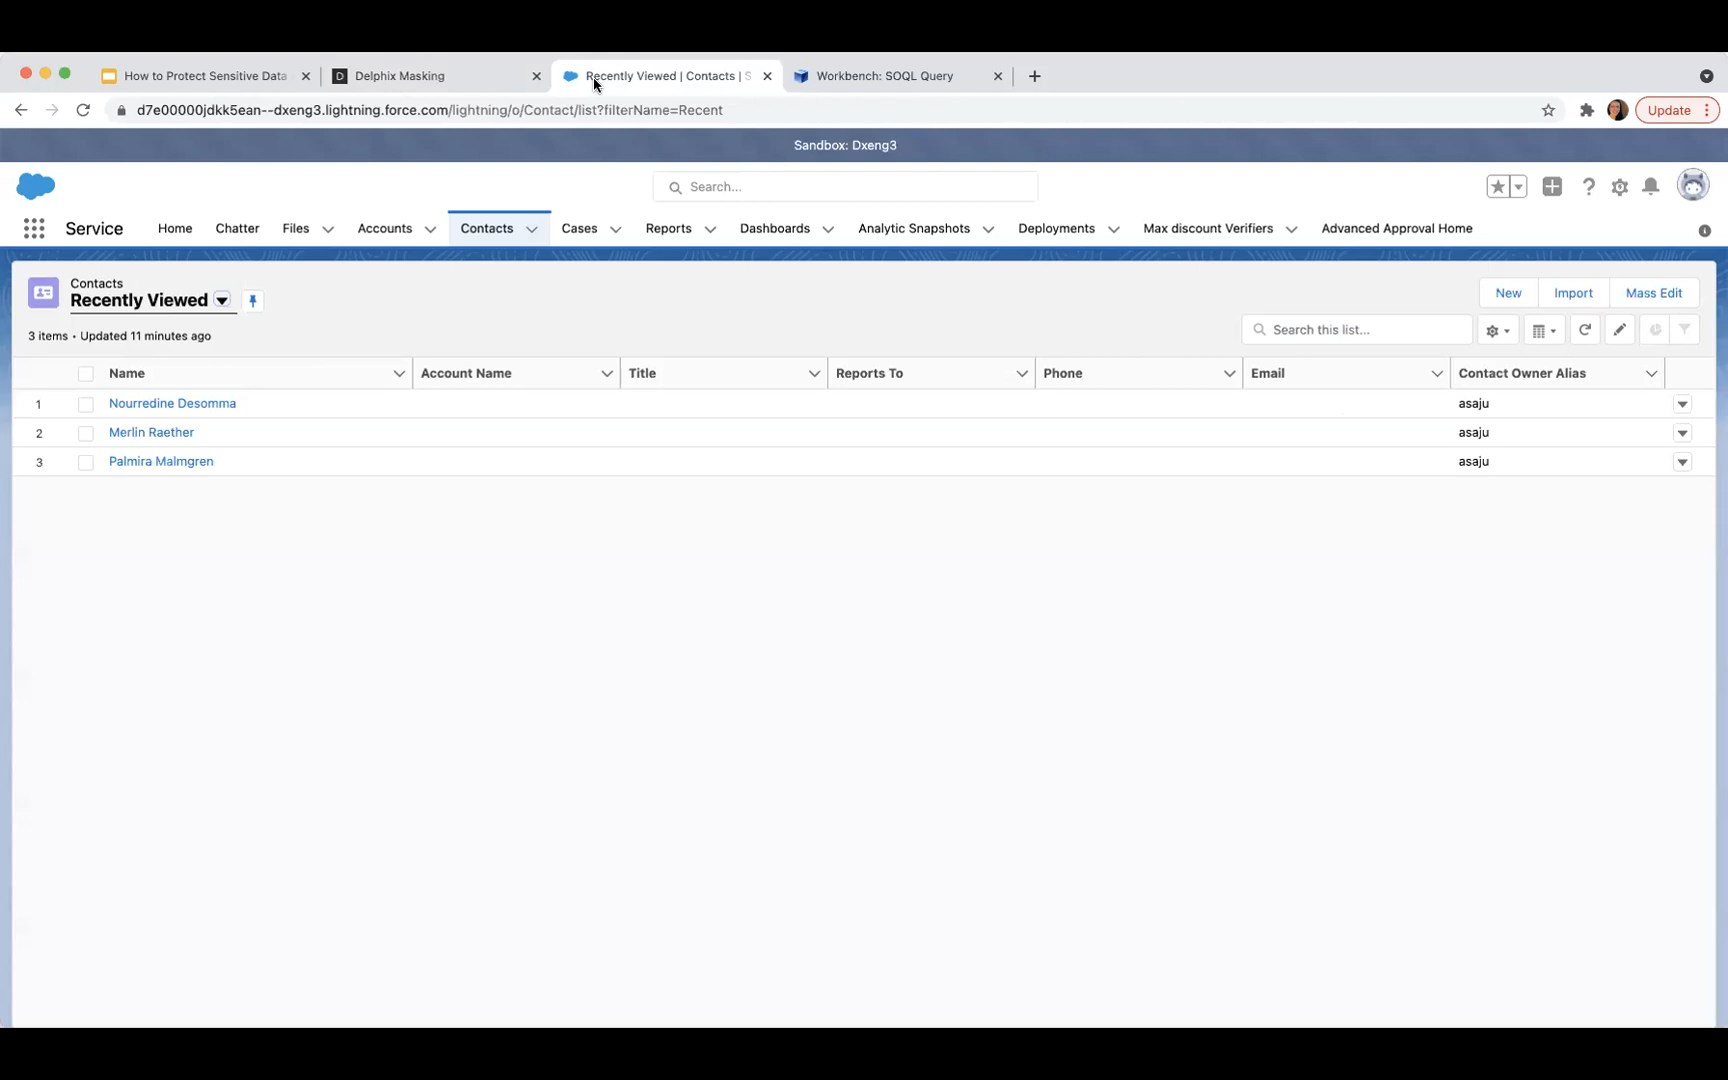 How to Protect Sensitive Data
Delphix Masking
Recently Viewed | Contacts | S
Workbench: SOQL Query
d7e00000jdkk5ean--dxeng3.lightning.force.com/lightning/o/Contact/list?filterName=Recent
Update
Sandbox: Dxeng3
Search...
Service
Home
Chatter
Files
Accounts
Contacts
Cases
Reports
Dashboards
Analytic Snapshots
Deployments
Max discount Verifiers
Advanced Approval Home
Contacts
Recently Viewed
New
Import
Mass Edit
3 items • Updated 11 minutes ago
Search this list...
Name
Account Name
Title
Reports To
Phone
Email
Contact Owner Alias
1 Nourredine Desomma asaju
2 Merlin Raether asaju
3 Palmira Malmgren asaju